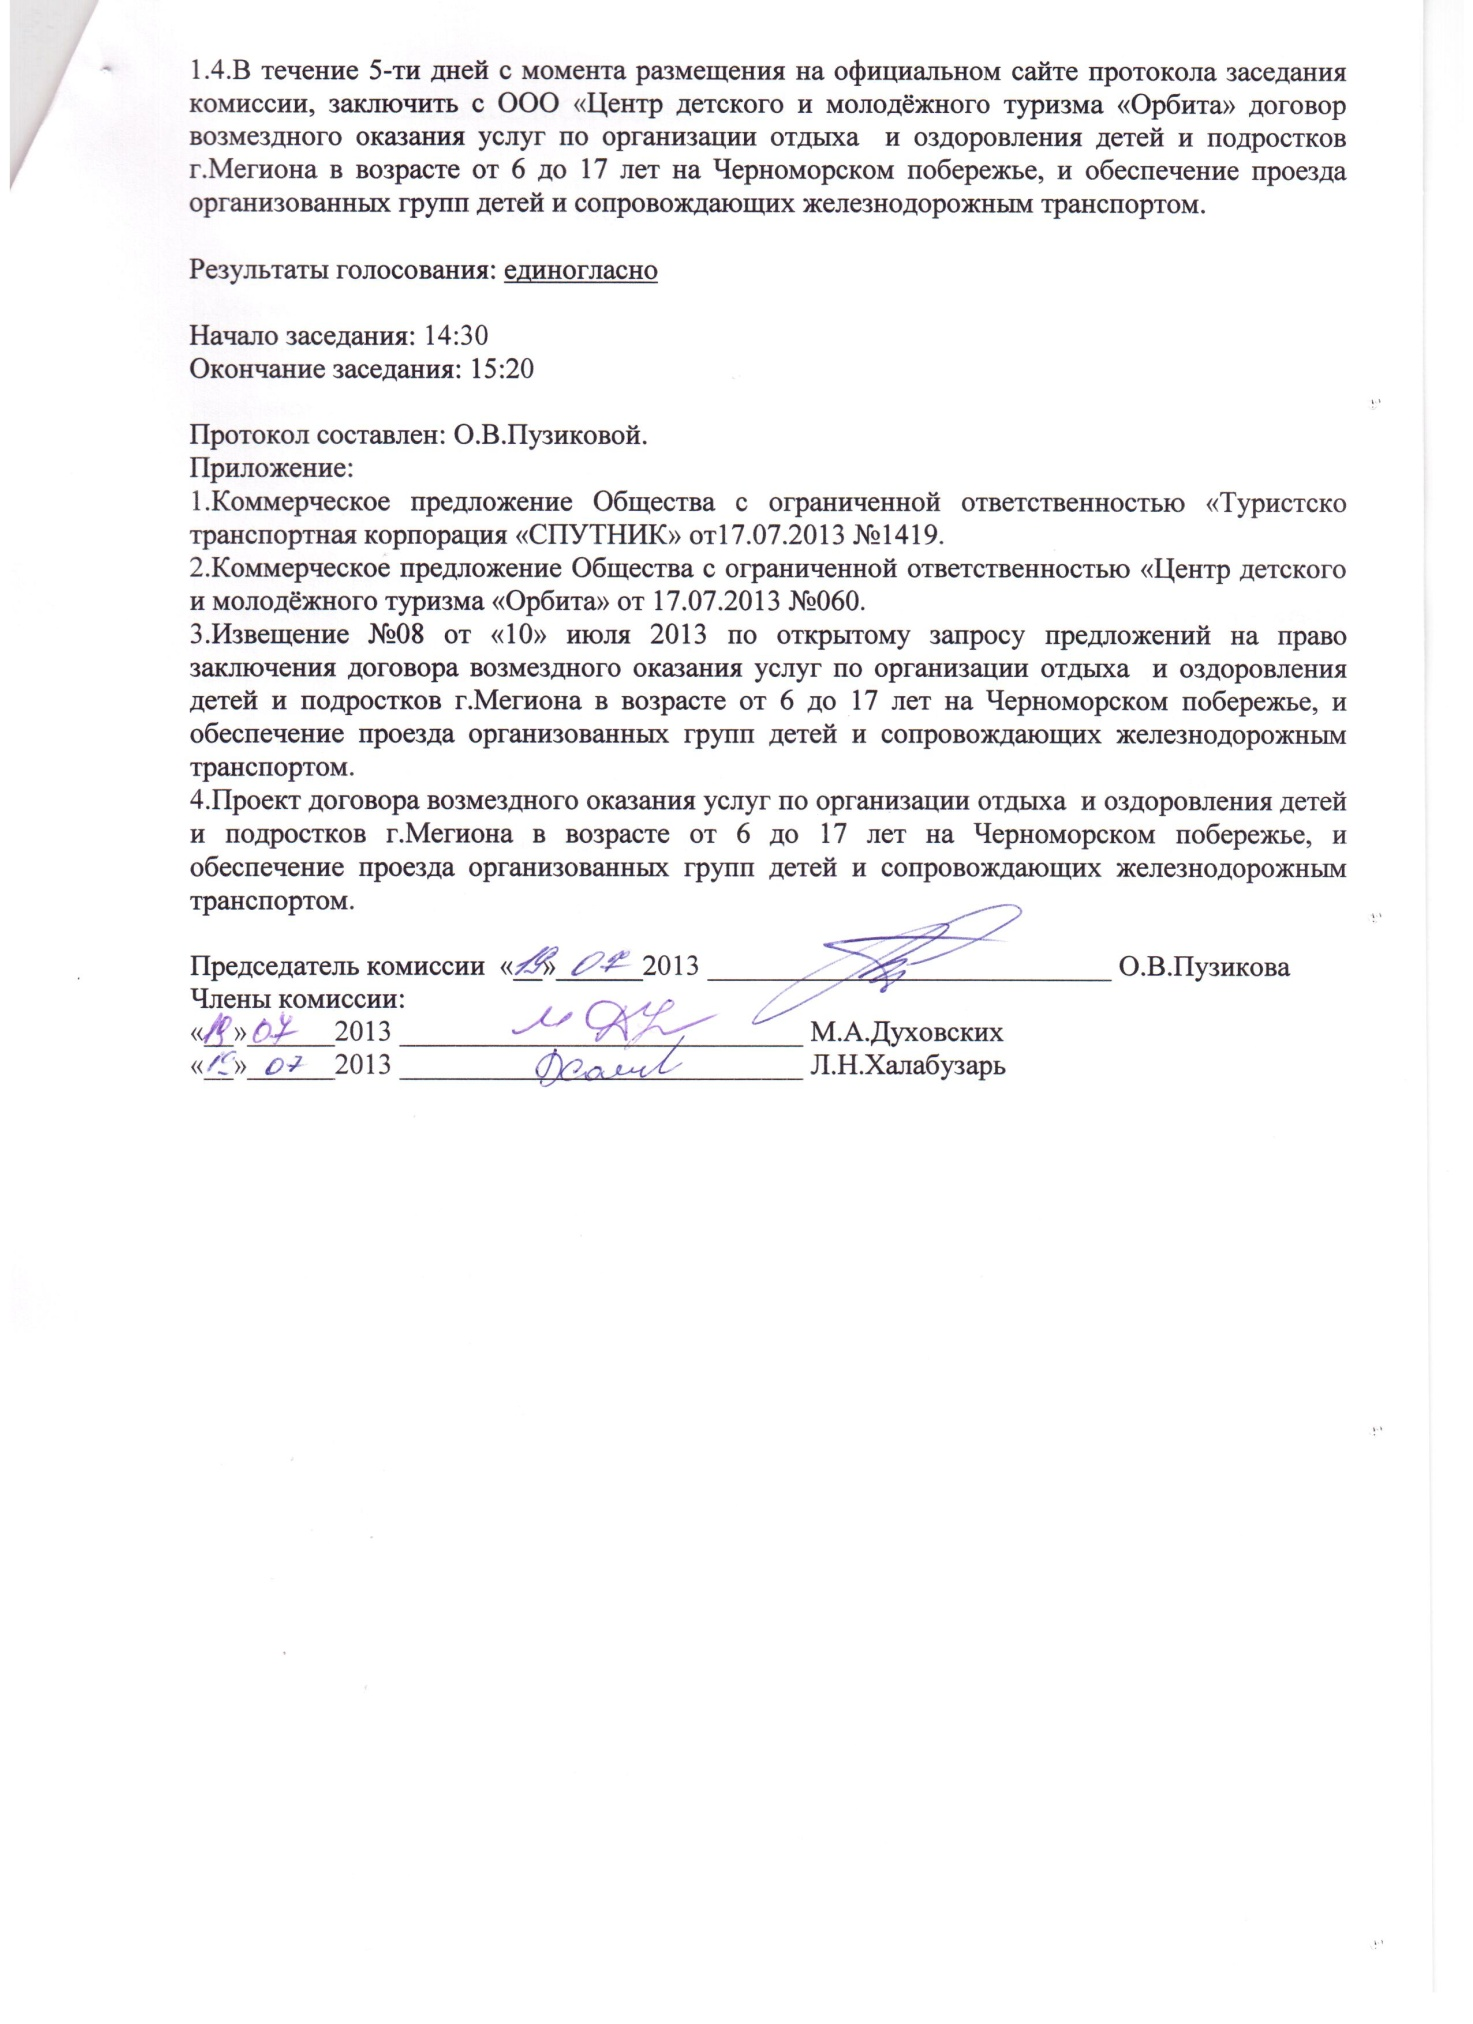 1.4.В течение 5-ти дней с момента размещения на официальном сайте протокола заседания
комиссии, заключить с ООО «Центр детского и молодёжного туризма «Орбита» договор
возмездного оказания услуг по организации отдыха и оздоровления детей и подростков
г.Мегиона в возрасте от 6 до 17 лет на Черноморском побережье, и обеспечение проезда
организованных групп детей и сопровождающих железнодорожным транспортом.
Результаты голосования: единогласно
Начало заседания: 14:30
Окончание заседания: 15:20
Протокол составлен: О.В.Пузиковой.
Приложение:
1.Коммерческое предложение Общества с ограниченной ответственностью «Туристско
транспортная корпорация «СПУТНИК» от17.07.2013 №1419.
2.Коммерческое предложение Общества с ограниченной ответственностью «Центр детского
и молодёжного туризма «Орбита» от 17.07.2013 №060.
3.Извещение №08 от «10» июля 2013 по открытому запросу предложений на право
заключения договора возмездного оказания услуг по организации отдыха и оздоровления
детей и подростков г.Мегиона в возрасте от 6 до 17 лет на Черноморском побережье, и
обеспечение проезда организованных групп детей и сопровождающих железнодорожным
транспортом.
4.Проект договора возмездного оказания услуг по организации отдыха и оздоровления детей
и подростков г.Мегиона в возрасте от 6 до 17 лет на Черноморском побережье, и
обеспечение проезда организованных групп детей и сопровождающих железнодорожным
транспортом.
Председатель комиссии «19» 07 2013 О.В.Пузикова
Члены комиссии:
«19» 07 2013 М.А.Духовских
«19» 07 2013 Л.Н.Халабузарь